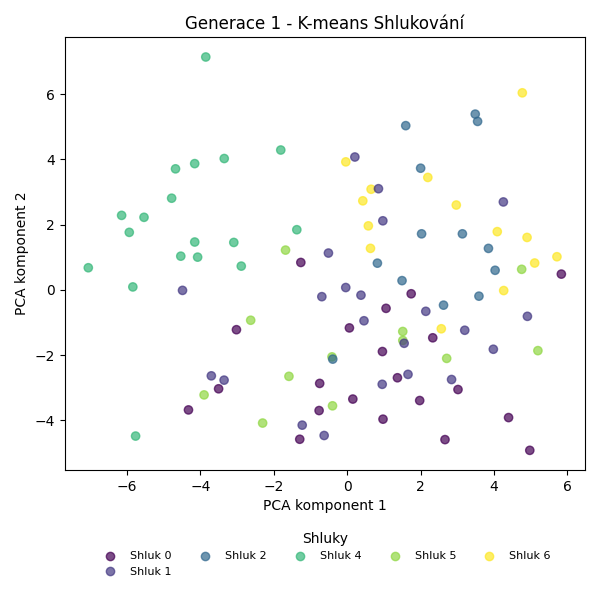 Generace 1 - K-means Shlukování
PCA komponent 2
6
4
2
0
−2
−4
−6
−4
−2
0
2
4
6
PCA komponent 1
Shluky
Shluk 0
Shluk 2
Shluk 4
Shluk 5
Shluk 6
Shluk 1